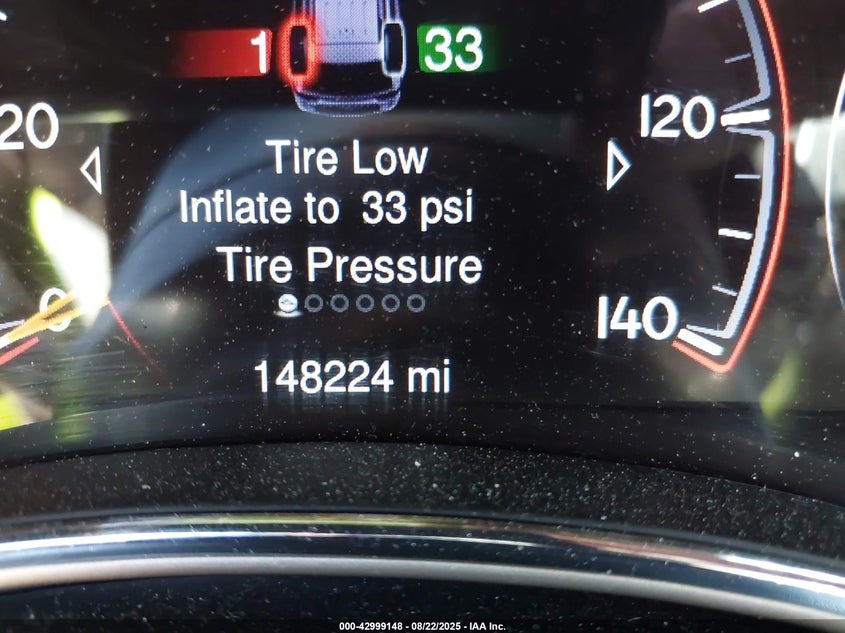 1 33
20 120
Tire Low
Inflate to 33 psi
Tire Pressure
0 140
148224 mi
000-42999148 - 08/22/2025 - IAA Inc.